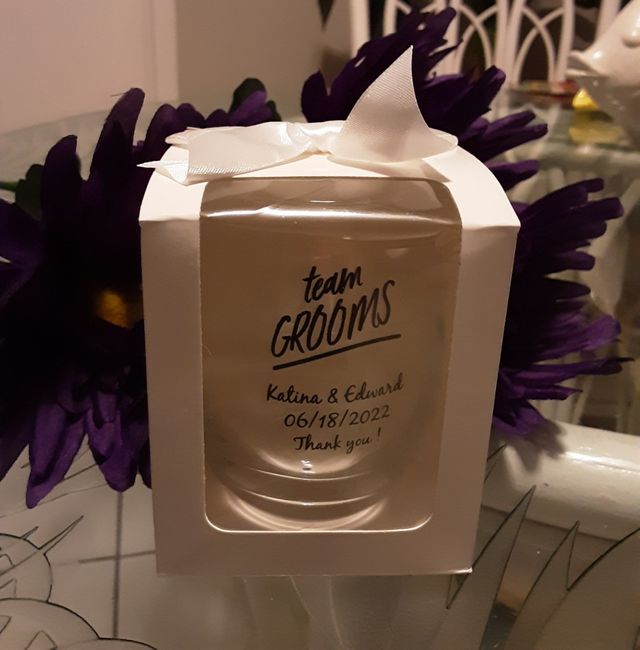 team
GROOMS
Katina & Edward
06/18/2022
Thank you!